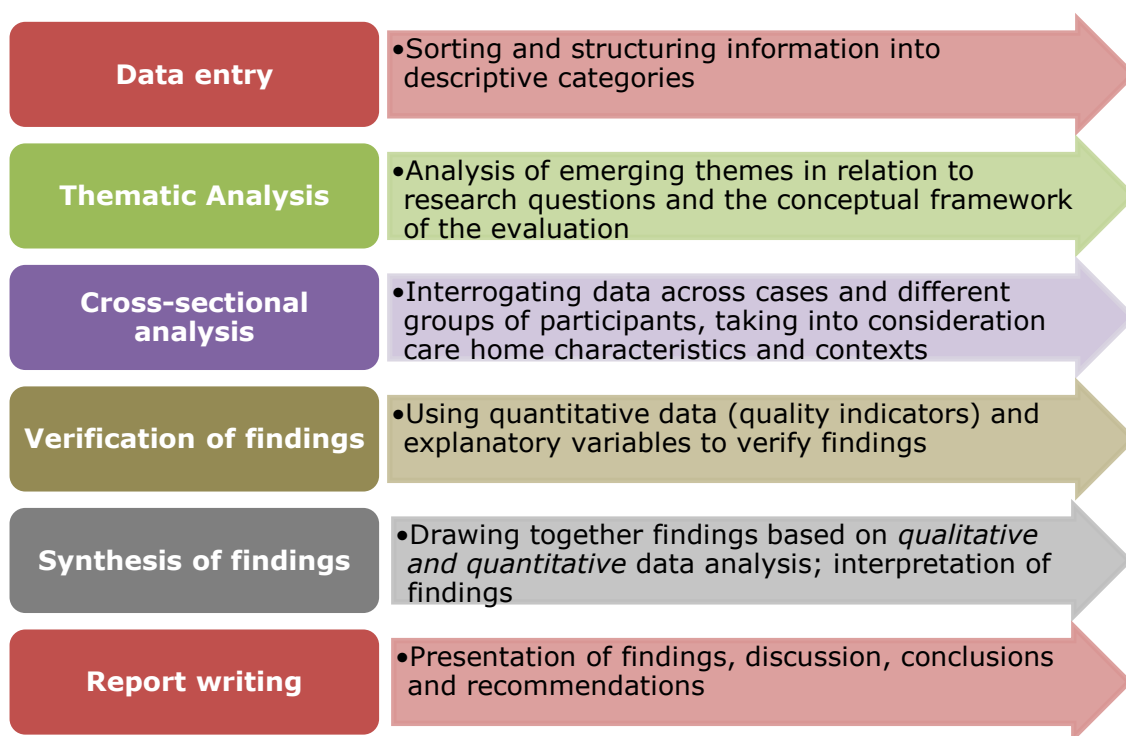 Data entry
•Sorting and structuring information into
descriptive categories
Thematic Analysis
•Analysis of emerging themes in relation to
research questions and the conceptual framework
of the evaluation
Cross-sectional
analysis
•Interrogating data across cases and different
groups of participants, taking into consideration
care home characteristics and contexts
Verification of findings
•Using quantitative data (quality indicators) and
explanatory variables to verify findings
Synthesis of findings
•Drawing together findings based on qualitative
and quantitative data analysis; interpretation of
findings
Report writing
•Presentation of findings, discussion, conclusions
and recommendations